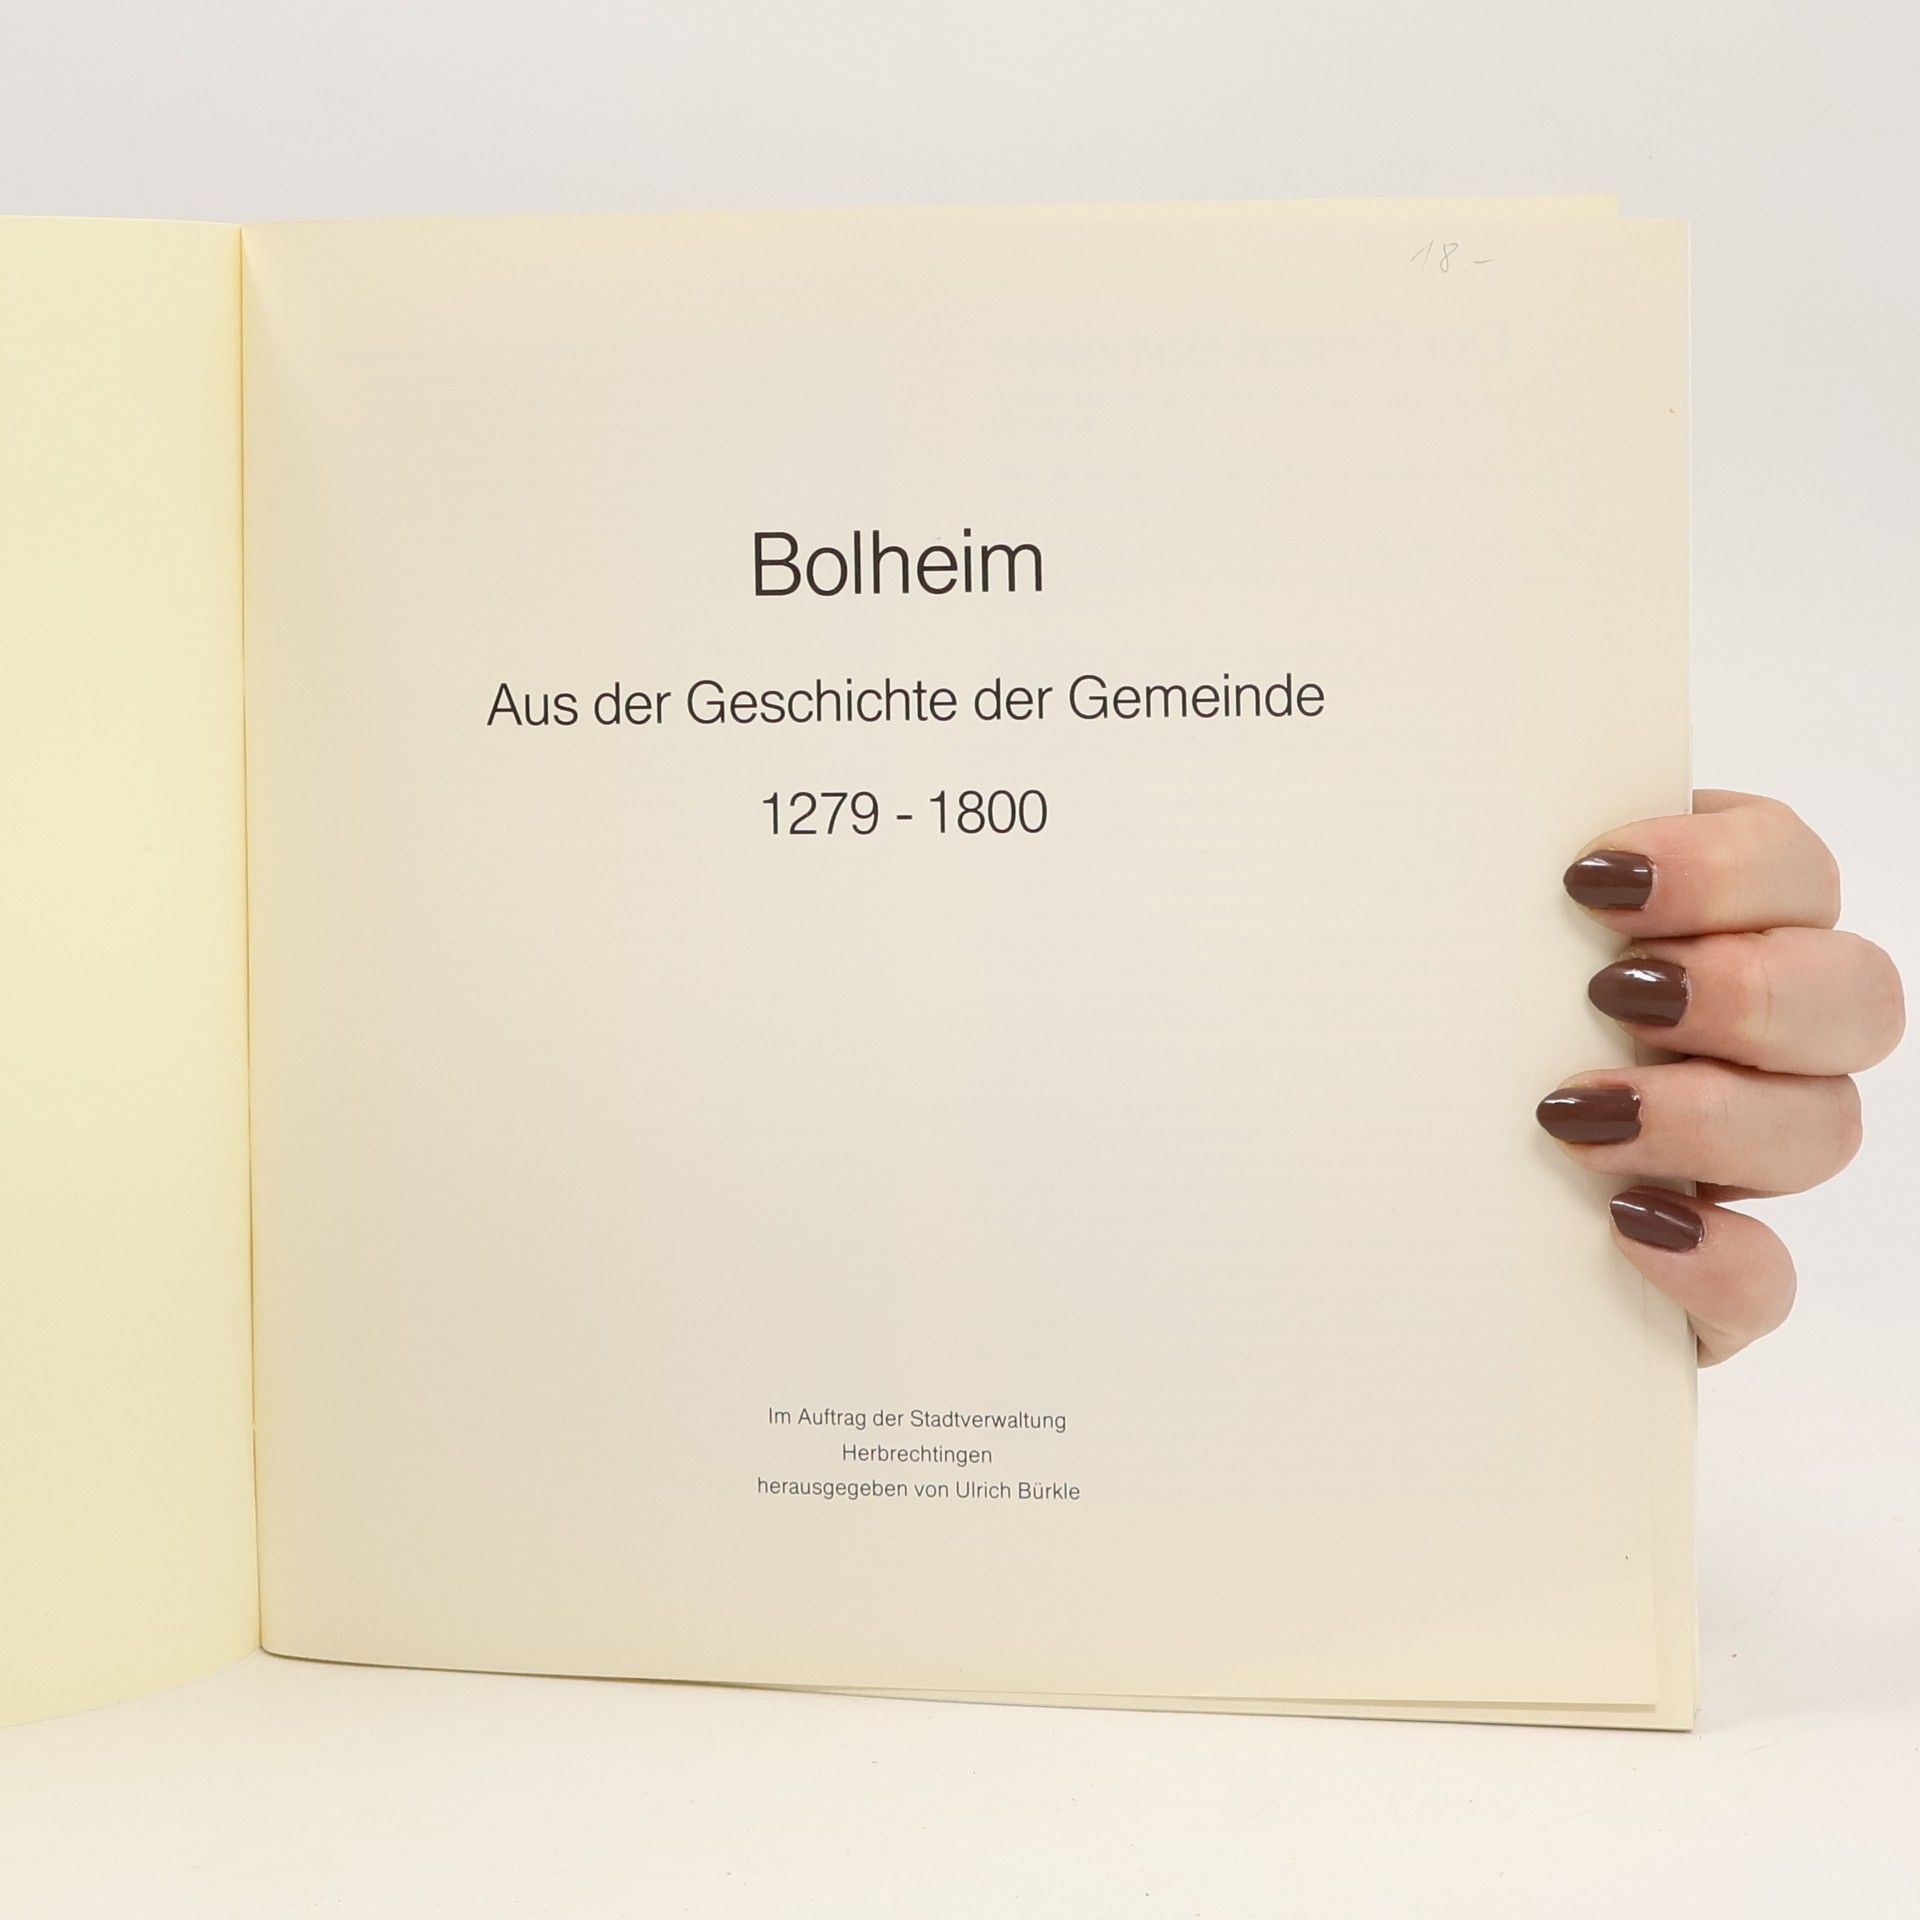 18.-
Bolheim
Aus der Geschichte der Gemeinde
1279 - 1800
Im Auftrag der Stadtverwaltung
Herbrechtingen
herausgegeben von Ulrich Bürkle